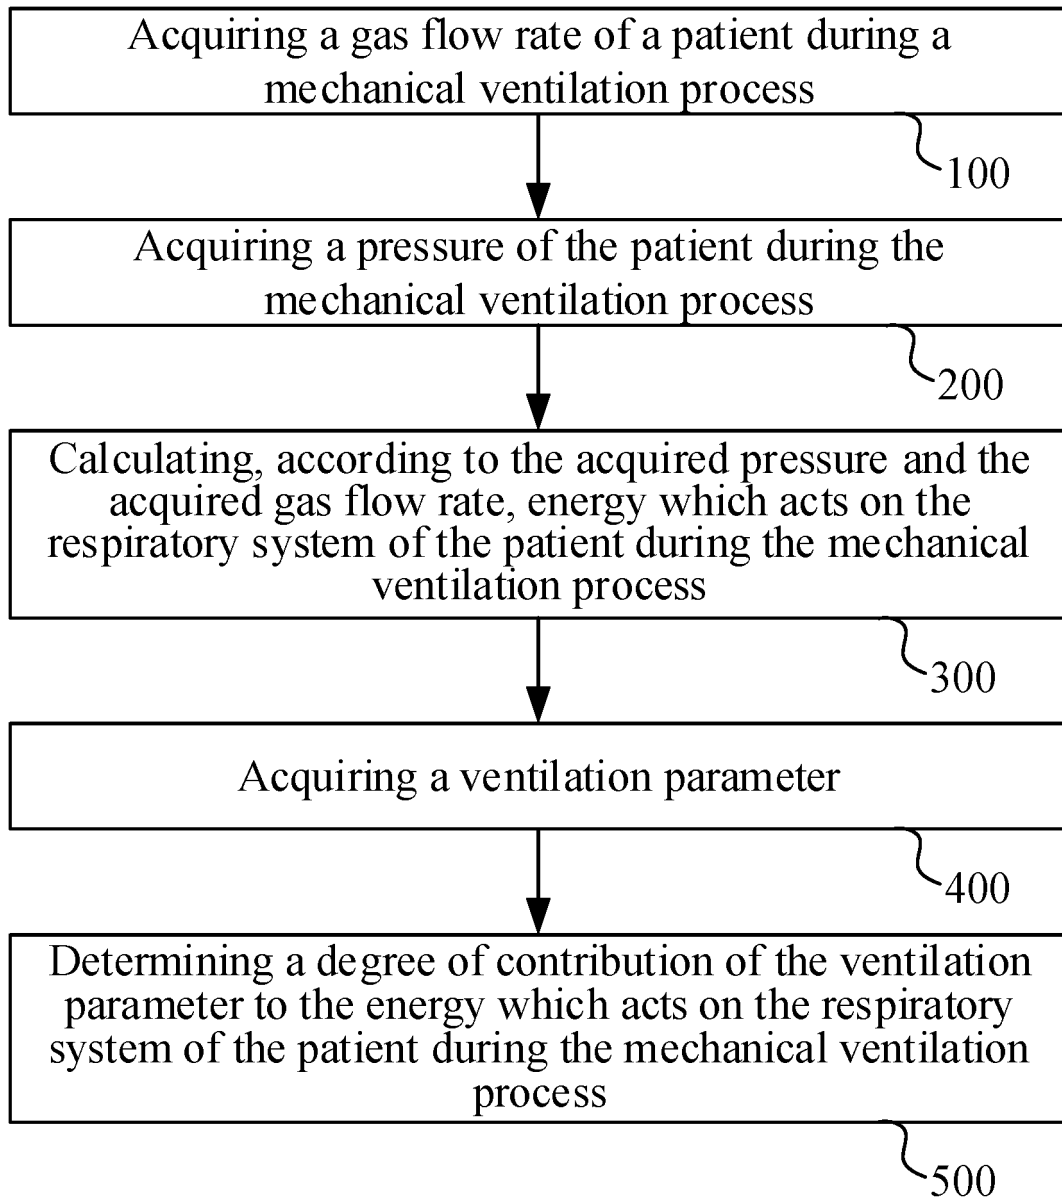 Acquiring a gas flow rate of a patient during a
mechanical ventilation process
100
Acquiring a pressure of the patient during the
mechanical ventilation process
200
Calculating, according to the acquired pressure and the
acquired gas flow rate, energy which acts on the
respiratory system of the patient during the mechanical
ventilation process
300
Acquiring a ventilation parameter
400
Determining a degree of contribution of the ventilation
parameter to the energy which acts on the respiratory
system of the patient during the mechanical ventilation
process
500